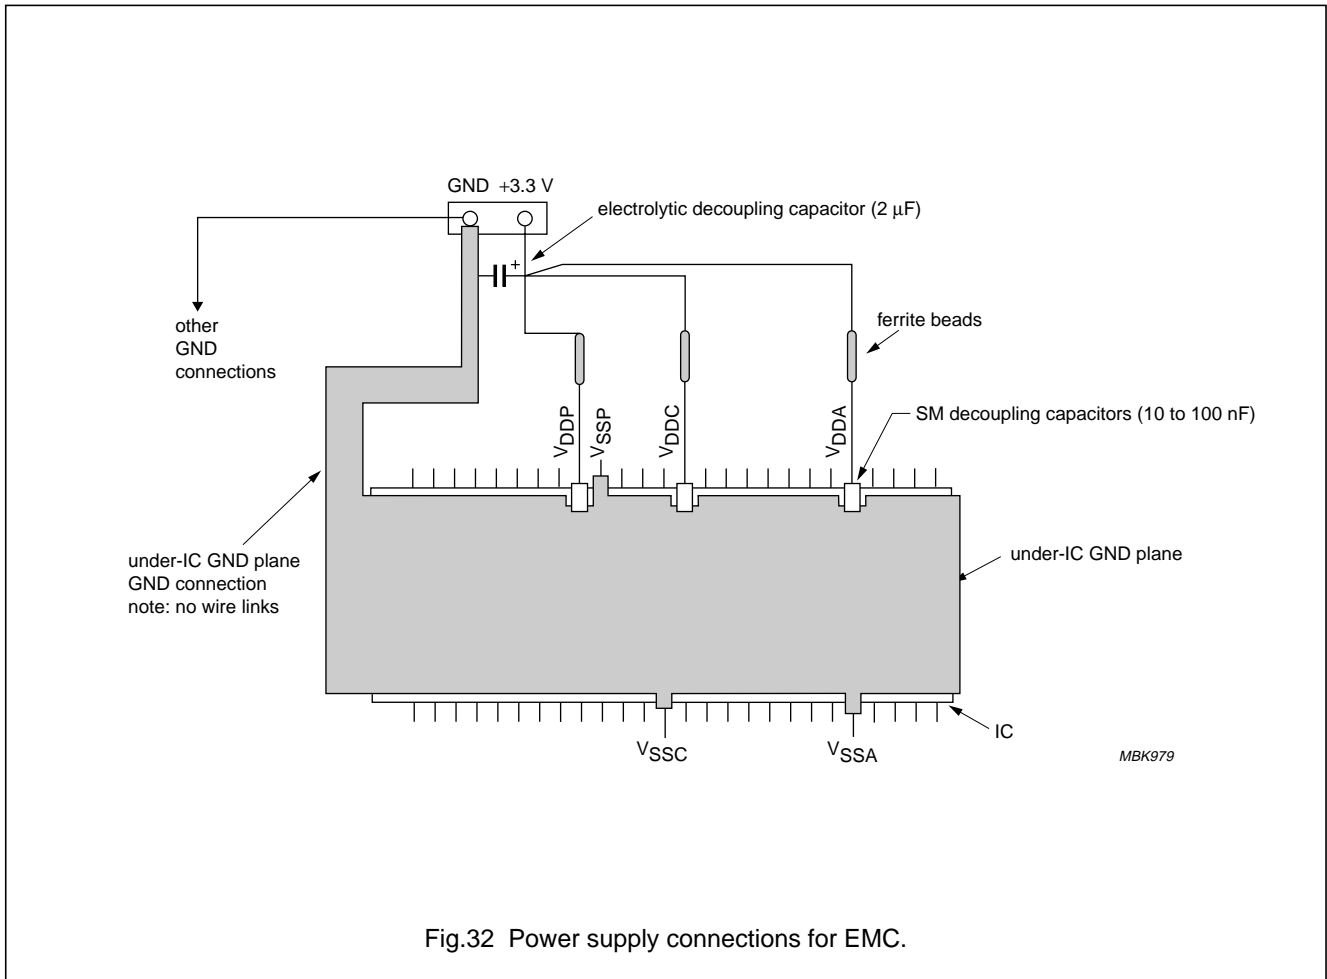 GND +3.3 V
electrolytic decoupling capacitor (2 μF)
+
other
GND
connections
ferrite beads
VDDP
VSSP
VDDC
VDDA
SM decoupling capacitors (10 to 100 nF)
under-IC GND plane
GND connection
note: no wire links
under-IC GND plane
IC
VSSC
VSSA
MBK979
Fig.32 Power supply connections for EMC.